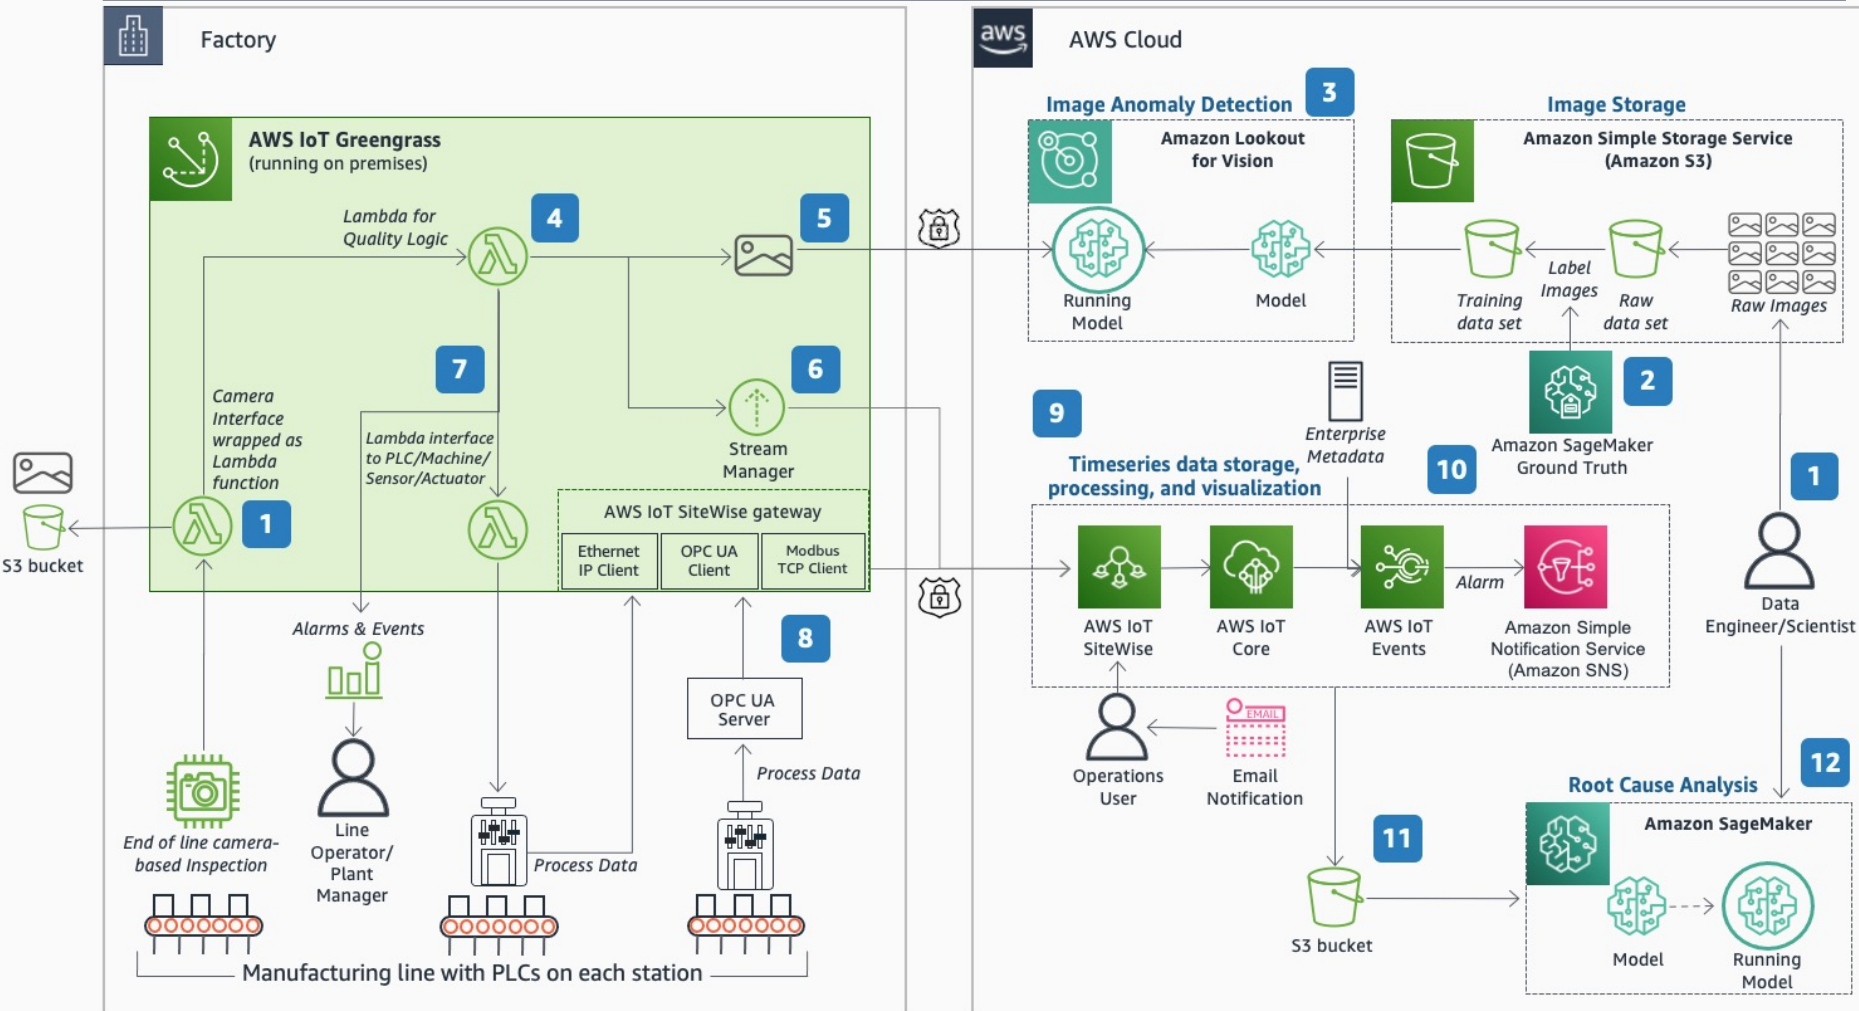 Factory
aws
AWS Cloud
AWS IoT Greengrass
(running on premises)
Lambda for
Quality Logic
4
5
7
6
Camera
Interface
wrapped as
Lambda
function
1
S3 bucket
Lambda interface
to PLC/Machine/
Sensor/Actuator
Stream
Manager
AWS IoT SiteWise gateway
Ethernet
IP Client
OPC UA
Client
Modbus
TCP Client
Alarms & Events
8
OPC UA
Server
Process Data
End of line camera-
based Inspection
Line
Operator/
Plant
Manager
Process Data
Manufacturing line with PLCs on each station
Image Anomaly Detection
3
Amazon Lookout
for Vision
Running
Model
Model
Image Storage
Amazon Simple Storage Service
(Amazon S3)
Training
data set
Label
Images
Raw
data set
Raw Images
2
Amazon SageMaker
Ground Truth
1
Data
Engineer/Scientist
9
Timeseries data storage,
processing, and visualization
Enterprise
Metadata
10
AWS IoT
SiteWise
AWS IoT
Core
AWS IoT
Events
Alarm
Amazon Simple
Notification Service
(Amazon SNS)
Operations
User
EMAIL
Email
Notification
11
S3 bucket
12
Root Cause Analysis
Amazon SageMaker
Model
Running
Model